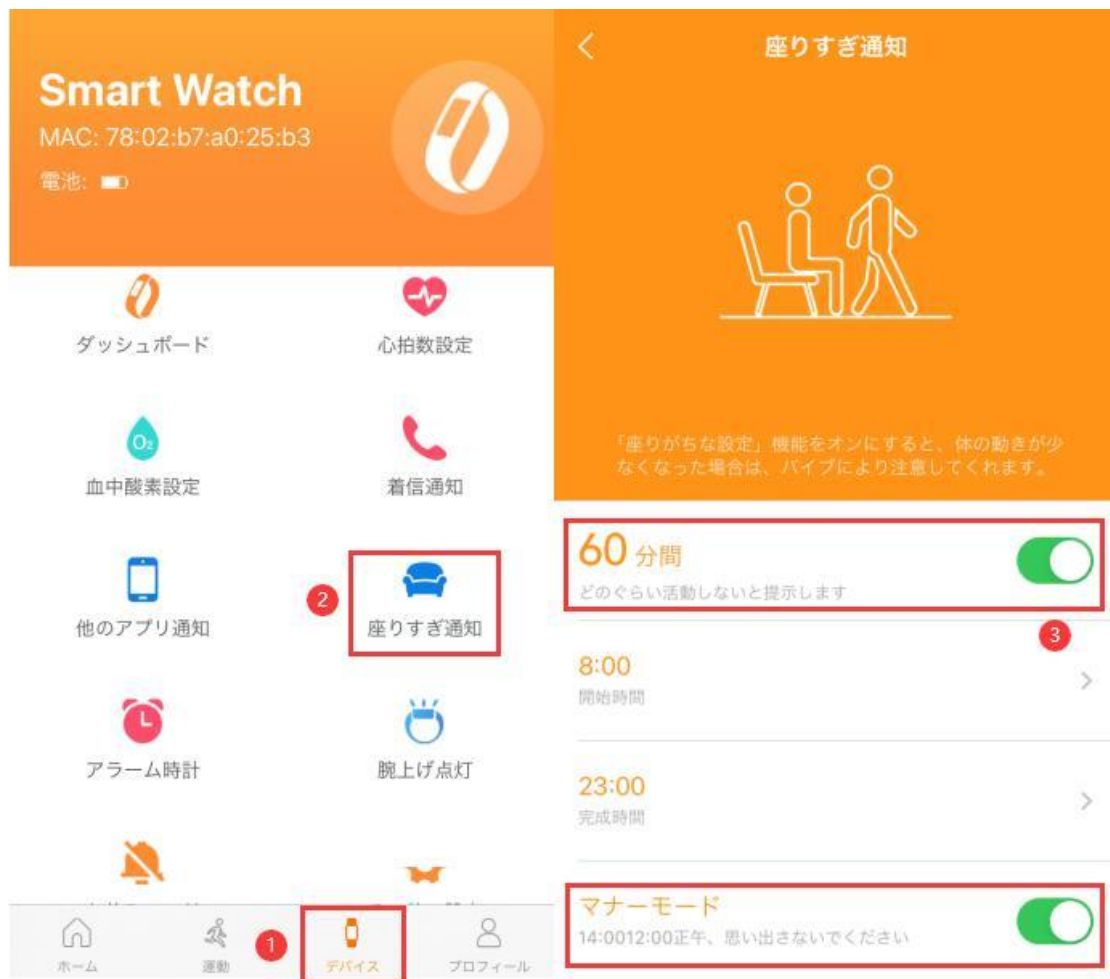 Smart Watch
MAC: 78:02:b7:a0:25:b3
電池:
ダッシュボード
心拍数設定
O₂
血中酸素設定
着信通知
他のアプリ通知
2
座りすぎ通知
アラーム時計
腕上げ点灯
ホーム
運動
1
デバイス
プロフィール
座りすぎ通知
「座りがちな設定」機能をオンにすると、体の動きが少
なくなった場合は、バイブにより注意してくれます。
60 分間
どのぐらい活動しないと提示します
3
8:00
開始時間
23:00
完成時間
マナーモード
14:0012:00正午、思い出さないでください